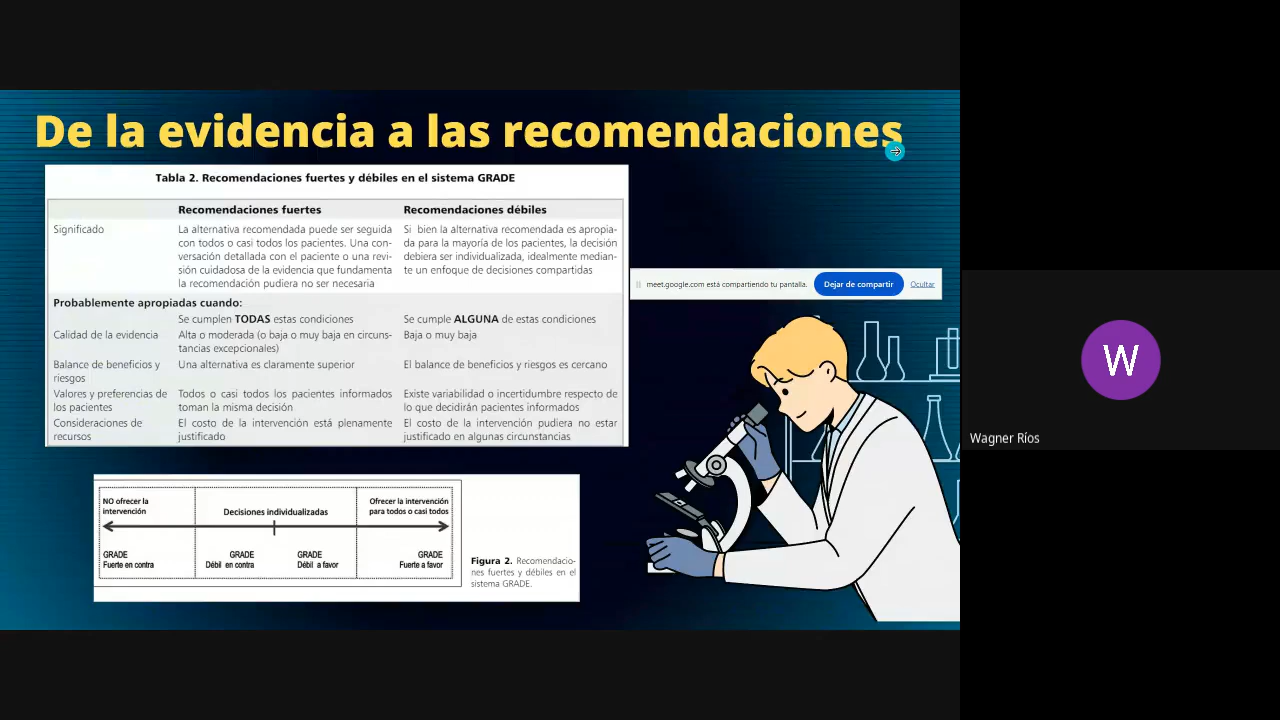 De la evidencia a las recomendaciones
Tabla 2. Recomendaciones fuertes y débiles en el sistema GRADE
Recomendaciones fuertes
Recomendaciones débiles
Significado
La alternativa recomendada puede ser seguida
con todos o casi todos los pacientes. Una con-
versación detallada con el paciente o una revi-
sión cuidadosa de la evidencia que fundamenta
la recomendación pudiera no ser necesaria
Si bien la alternativa recomendada es apropia-
da para la mayoría de los pacientes, la decisión
debiera ser individualizada, idealmente median-
te un enfoque de decisiones compartidas
Probablemente apropiadas cuando:
Se cumplen TODAS estas condiciones
Se cumple ALGUNA de estas condiciones
Calidad de la evidencia
Alta o moderada (o baja o muy baja en circuns-
tancias excepcionales)
Baja o muy baja
Balance de beneficios y
riesgos
Una alternativa es claramente superior
El balance de beneficios y riesgos es cercano
Valores y preferencias de
los pacientes
Todos o casi todos los pacientes informados
toman la misma decisión
Existe variabilidad o incertidumbre respecto de
lo que decidirán pacientes informados
Consideraciones de
recursos
El costo de la intervención está plenamente
justificado
El costo de la intervención pudiera no estar
justificado en algunas circunstancias
meet.google.com está compartiendo tu pantalla.
Dejar de compartir
Ocultar
NO ofrecer la
intervención
Decisiones individualizadas
Ofrecer la intervención
para todos o casi todos
GRADE
Fuerte en contra
GRADE
Débil en contra
GRADE
Débil a favor
GRADE
Fuerte a favor
Figura 2. Recomendacio-
nes fuertes y débiles en el
sistema GRADE.
W
Wagner Ríos